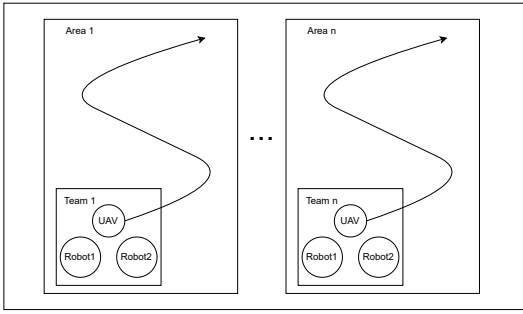 Area 1
Team 1
UAV
Robot1 Robot2
...
Area n
Team n
UAV
Robot1 Robot2